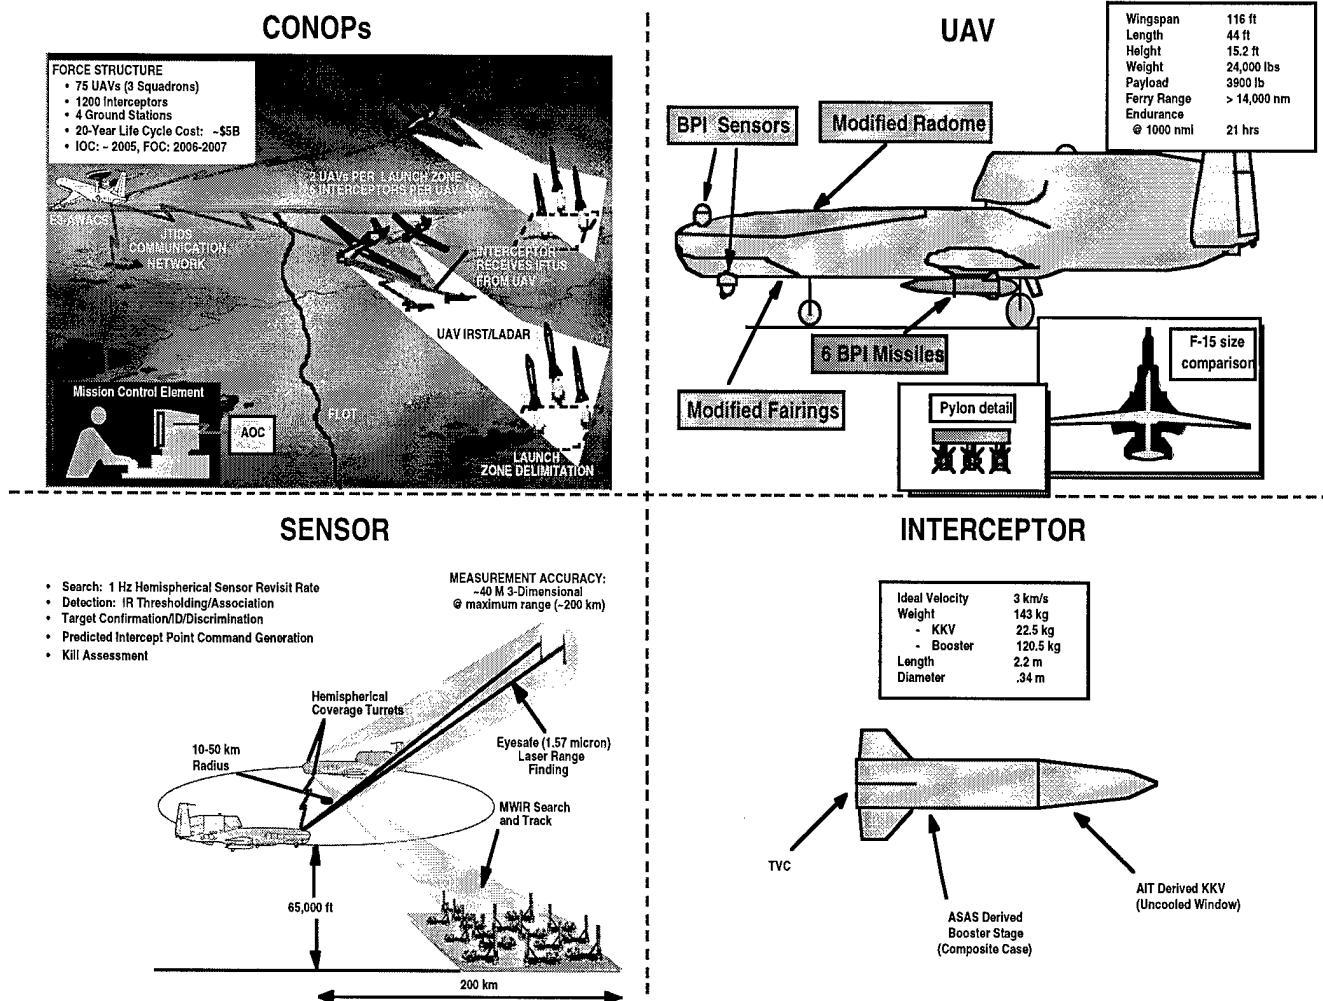 CONOPs
FORCE STRUCTURE
• 75 UAVs (3 Squadrons)
• 1200 Interceptors
• 4 Ground Stations
• 20-Year Life Cycle Cost: ~$5B
• IOC: ~ 2005, FOC: 2006-2007
2 UAVs PER LAUNCH ZONE
6 INTERCEPTORS PER UAV
JTIDS
COMMUNICATION
NETWORK
INTERCEPTOR
RECEIVES IFTUS
FROM UAV
UAV IRST/LADAR
Mission Control Element
AOC
FLOT
LAUNCH
ZONE DELIMITATION
UAV
Wingspan 116 ft
Length 44 ft
Height 15.2 ft
Weight 24,000 lbs
Payload 3900 lb
Ferry Range > 14,000 nm
Endurance
@ 1000 nmi 21 hrs
BPI Sensors
Modified Radome
6 BPI Missiles
Modified Fairings
Pylon detail
F-15 size
comparison
SENSOR
• Search: 1 Hz Hemispherical Sensor Revisit Rate
• Detection: IR Thresholding/Association
• Target Confirmation/ID/Discrimination
• Predicted Intercept Point Command Generation
• Kill Assessment
MEASUREMENT ACCURACY:
~40 M 3-Dimensional
@ maximum range (~200 km)
Hemispherical
Coverage Turrets
10-50 km
Radius
Eyesafe (1.57 micron)
Laser Range
Finding
MWIR Search
and Track
65,000 ft
200 km
INTERCEPTOR
Ideal Velocity 3 km/s
Weight 143 kg
- KKV 22.5 kg
- Booster 120.5 kg
Length 2.2 m
Diameter .34 m
TVC
ASAS Derived
Booster Stage
(Composite Case)
AIT Derived KKV
(Uncooled Window)